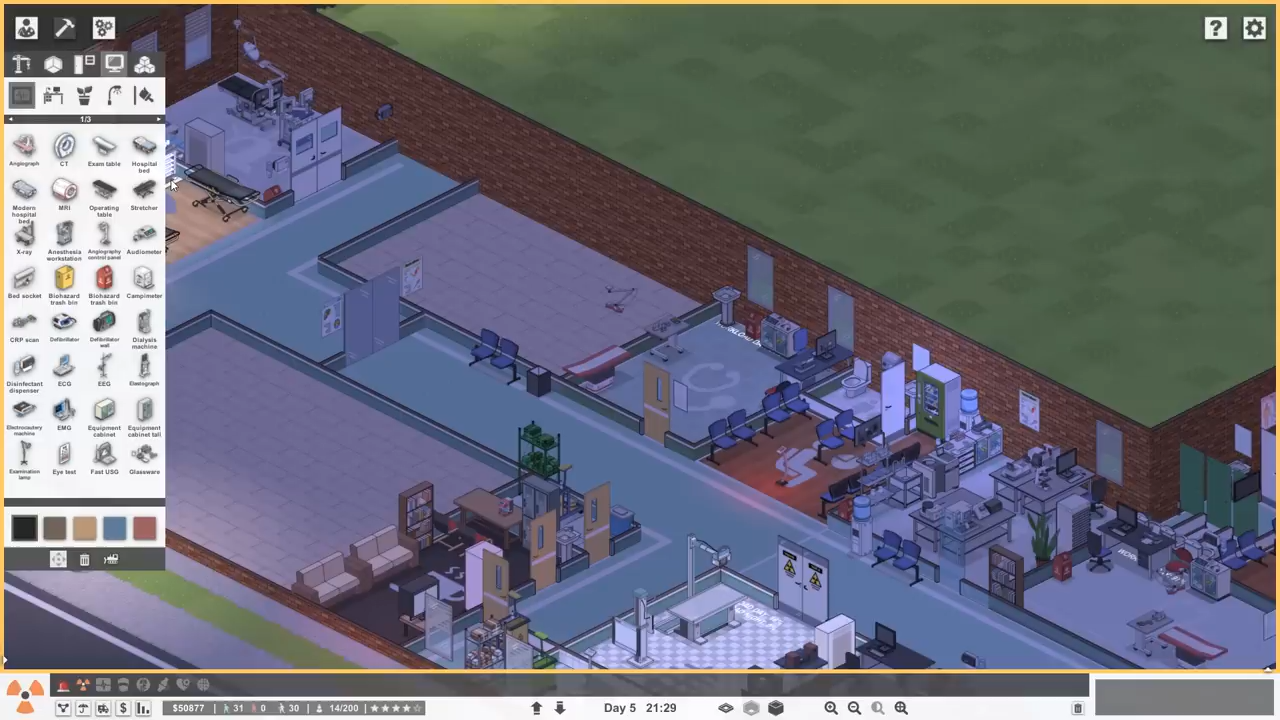 1/3
Angiograph CT Exam table Hospital bed
Modern hospital bed MRI Operating table Stretcher
X-ray Anesthesia workstation Angiography control panel Audiometer
Bed socket Biohazard trash bin Biohazard trash bin Campimeter
CRP scan Defibrillator Defibrillator wall Dialysis machine
Disinfectant dispenser ECG EEG Elastograph
Electrocautery machine EMG Equipment cabinet Equipment cabinet tall
Examination lamp Eye test Fast USG Glassware
?
$50877 31 0 30 14/200
Day 5 21:29